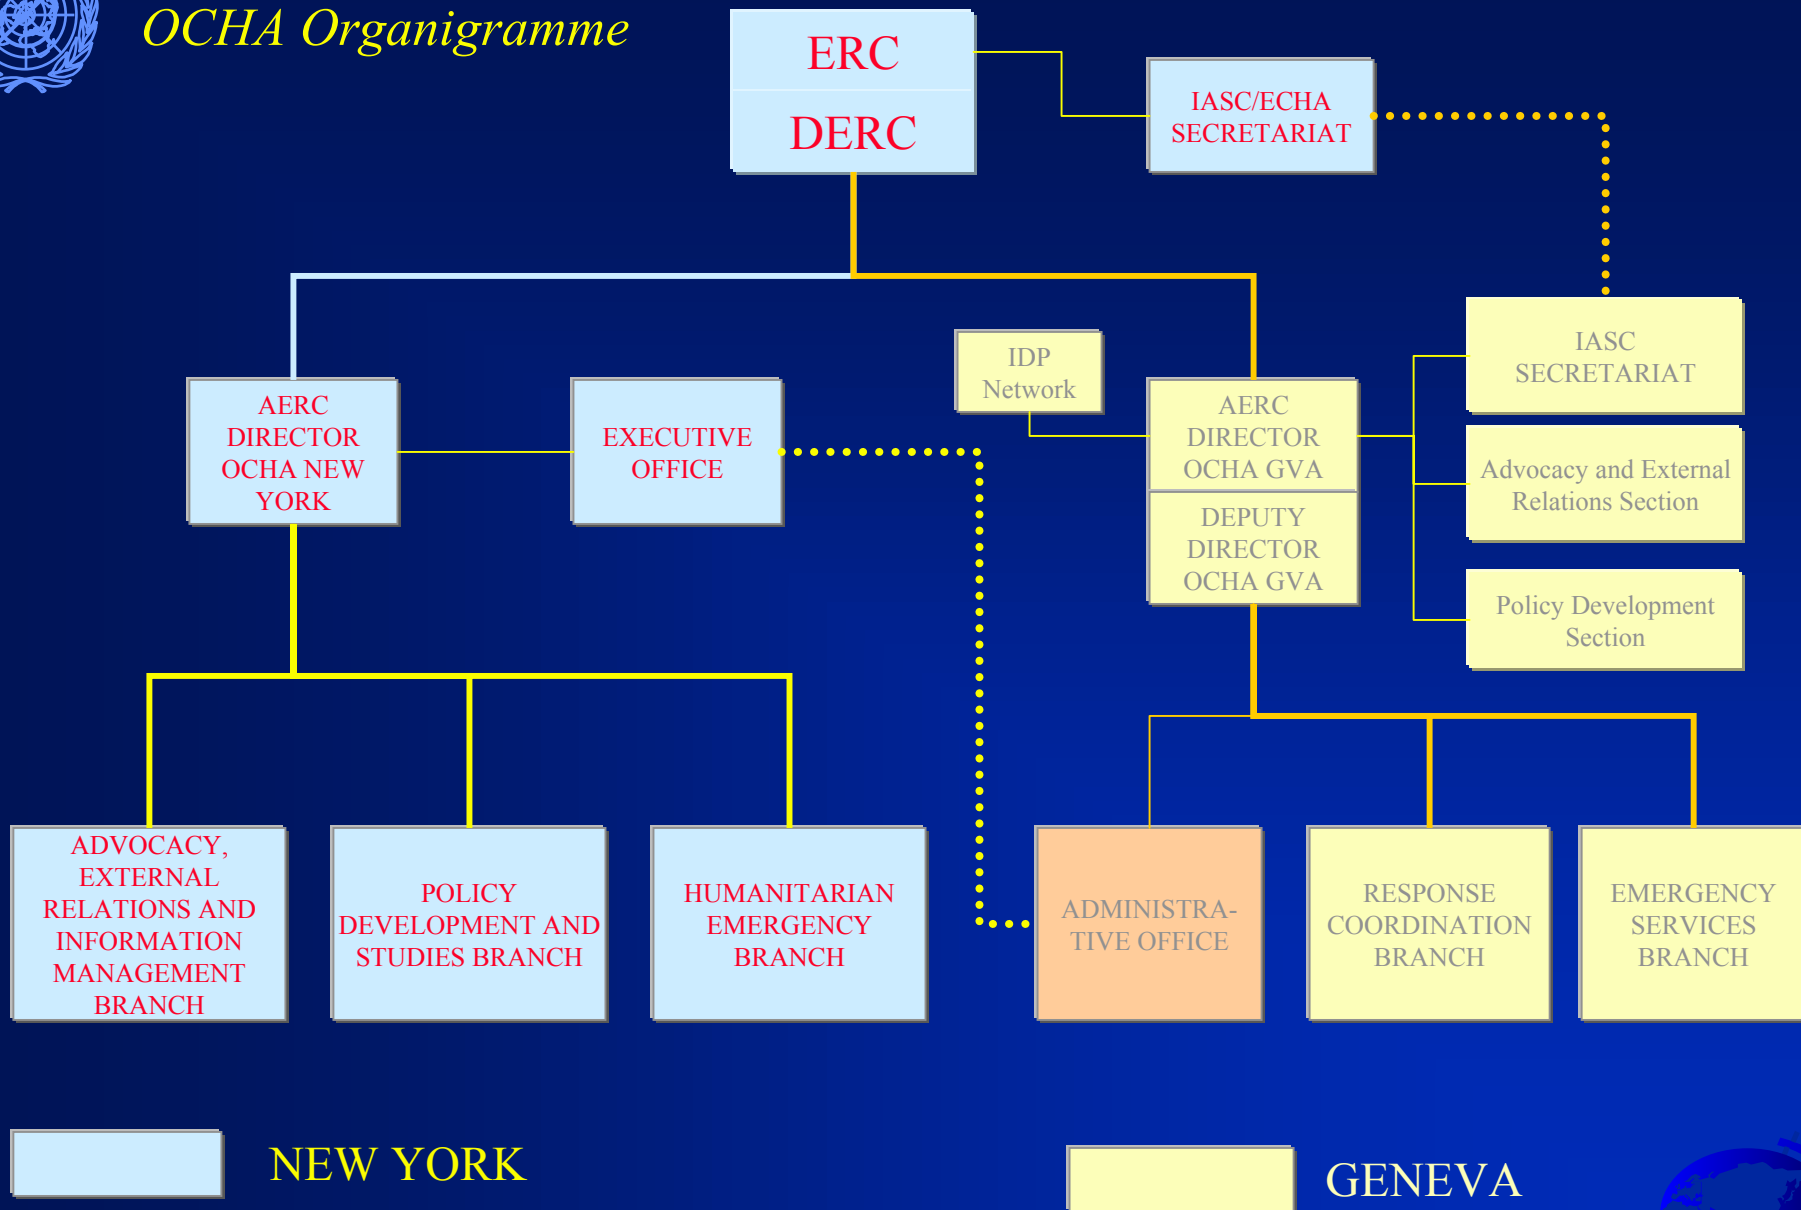 OCHA Organigramme
ERC
DERC
IASC/ECHA
SECRETARIAT
IASC
SECRETARIAT
IDP
Network
AERC
DIRECTOR
OCHA NEW
YORK
EXECUTIVE
OFFICE
AERC
DIRECTOR
OCHA GVA
DEPUTY
DIRECTOR
OCHA GVA
Advocacy and External
Relations Section
Policy Development
Section
ADVOCACY,
EXTERNAL
RELATIONS AND
INFORMATION
MANAGEMENT
BRANCH
POLICY
DEVELOPMENT AND
STUDIES BRANCH
HUMANITARIAN
EMERGENCY
BRANCH
ADMINISTRA-
TIVE OFFICE
RESPONSE
COORDINATION
BRANCH
EMERGENCY
SERVICES
BRANCH
NEW YORK
GENEVA